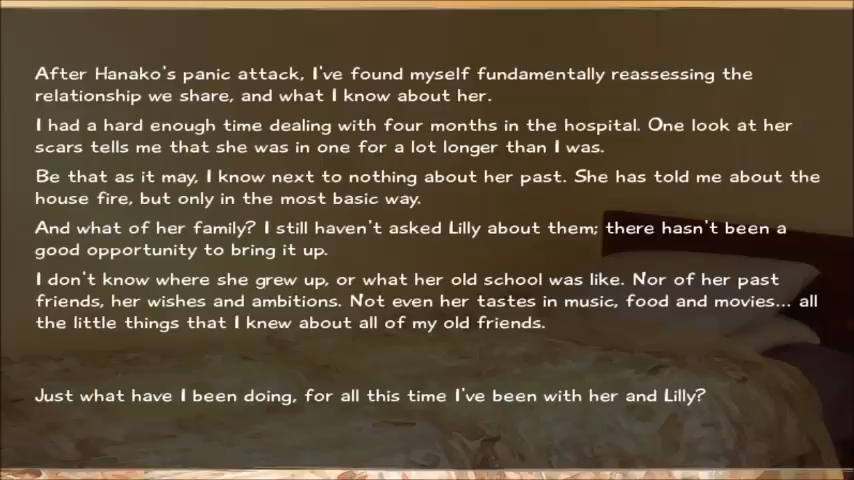 After Hanako's panic attack, I've found myself fundamentally reassessing the
relationship we share, and what I know about her.
I had a hard enough time dealing with four months in the hospital. One look at her
scars tells me that she was in one for a lot longer than I was.
Be that as it may, I know next to nothing about her past. She has told me about the
house fire, but only in the most basic way.
And what of her family? I still haven't asked Lilly about them; there hasn't been a
good opportunity to bring it up.
I don't know where she grew up, or what her old school was like. Nor of her past
friends, her wishes and ambitions. Not even her tastes in music, food and movies... all
the little things that I knew about all of my old friends.
Just what have I been doing, for all this time I've been with her and Lilly?